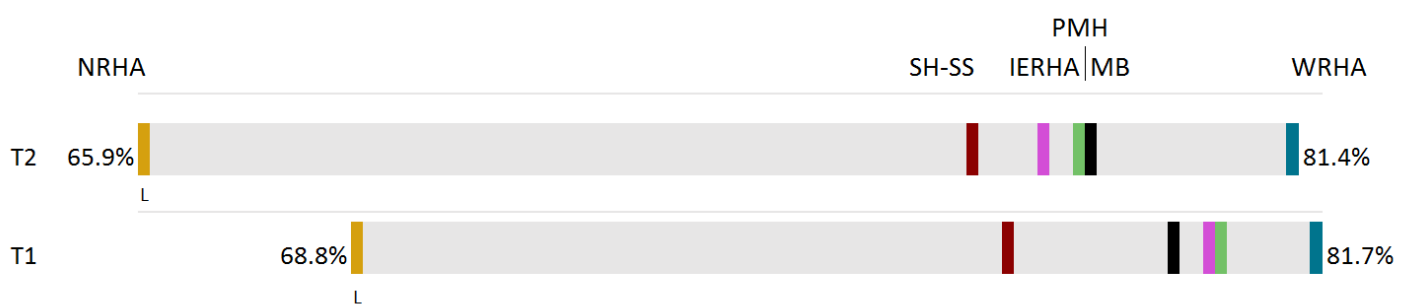 PMH
NRHA SH-SS IERHA MB WRHA
T2 65.9% 81.4%
L
T1 68.8% 81.7%
L